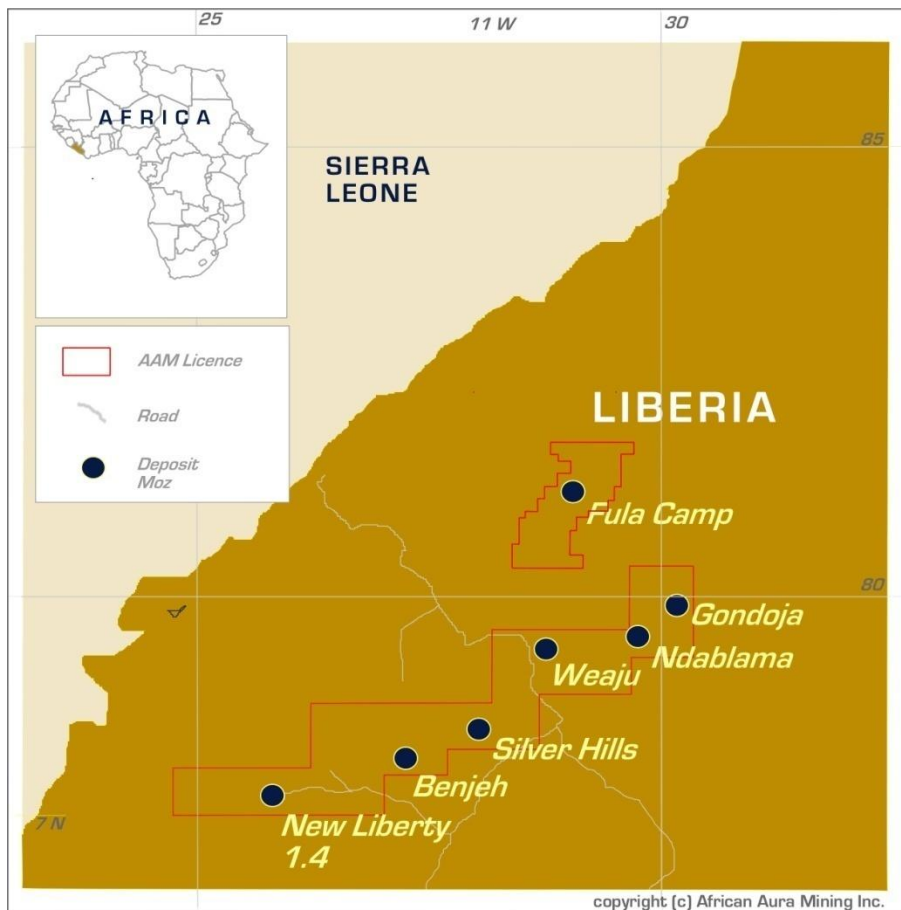 25
11 W
30
AFRICA
85
SIERRA
LEONE
AAM Licence
Road
Deposit
Moz
LIBERIA
Fula Camp
80
Gondoja
Ndablama
Weaju
Silver Hills
Benjeh
7 N
New Liberty
1.4
copyright (c) African Aura Mining Inc.